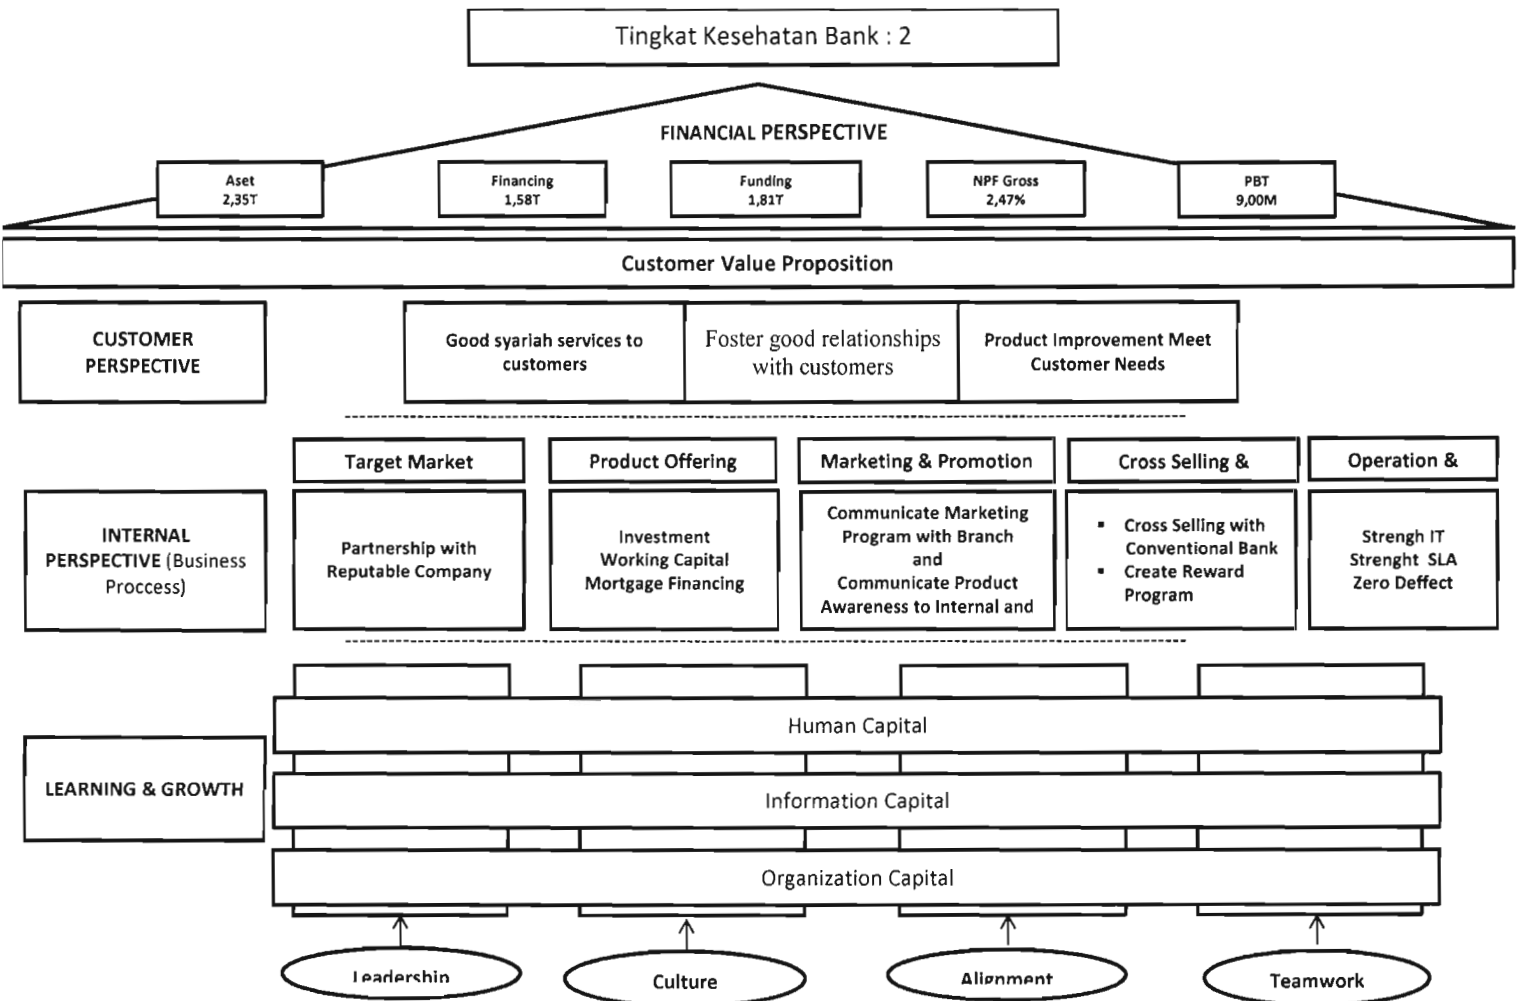 Tingkat Kesehatan Bank : 2
FINANCIAL PERSPECTIVE
Aset
2,35T
Financing
1,58T
Funding
1,81T
NPF Gross
2,47%
PBT
9,00M
Customer Value Proposition
CUSTOMER
PERSPECTIVE
Good syariah services to
customers
Foster good relationships
with customers
Product Improvement Meet
Customer Needs
Target Market
Product Offering
Marketing & Promotion
Cross Selling &
Operation &
INTERNAL
PERSPECTIVE (Business
Proccess)
Partnership with
Reputable Company
Investment
Working Capital
Mortgage Financing
Communicate Marketing
Program with Branch
and
Communicate Product
Awareness to Internal and
▪ Cross Selling with
Conventional Bank
▪ Create Reward
Program
Strengh IT
Strenght SLA
Zero Deffect
LEARNING & GROWTH
Human Capital
Information Capital
Organization Capital
Leadership
Culture
Alignment
Teamwork